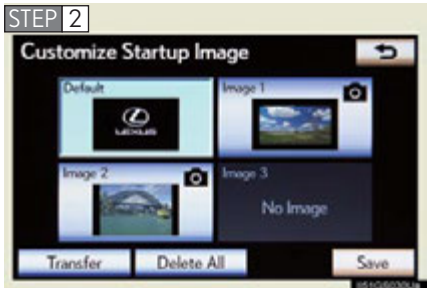 STEP 2
Customize Startup Image
Default
Image 1
LEXUS
Image 2
Image 3
No Image
Transfer
Delete All
Save